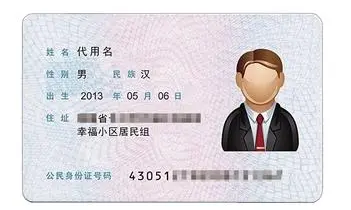 姓名 代用名
性别 男 民族 汉
出生 2013 年 05 月 06 日
住址 省
幸福小区居民组
公民身份证号码 43051